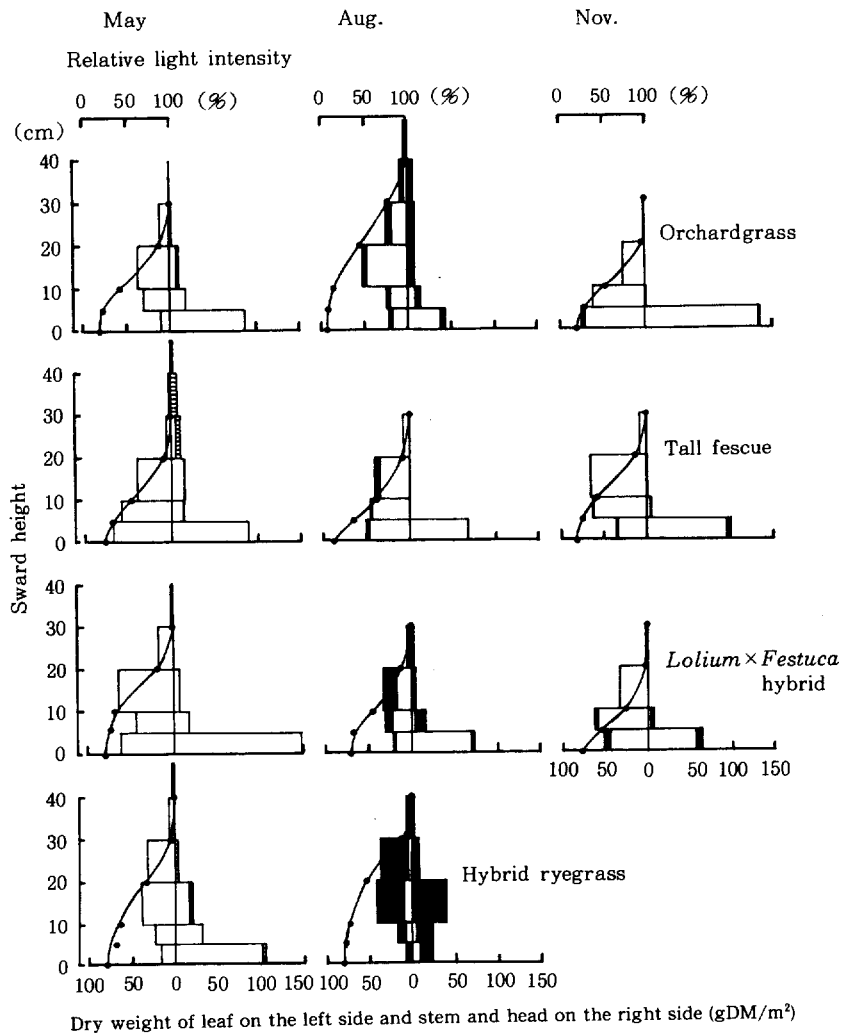 May Aug. Nov.
Relative light intensity
0 50 100 (%) 0 50 100 (%) 0 50 100 (%)
(cm)
40
30
20
10
0
Orchardgrass
40
30
20
10
0
Tall fescue
Sward height
40
30
20
10
0
Lolium × Festuca
hybrid
100 50 0 50 100 150
40
30
20
10
0
Hybrid ryegrass
100 50 0 50 100 150 100 50 0 50 100 150
Dry weight of leaf on the left side and stem and head on the right side (gDM/m²)